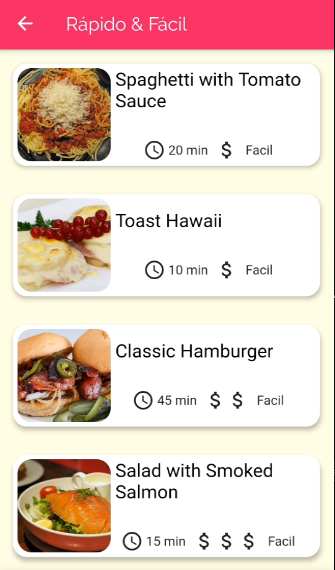 Rápido & Fácil
Spaghetti with Tomato
Sauce
20 min $ Facil
Toast Hawaii
10 min $ Facil
Classic Hamburger
45 min $ $ Facil
Salad with Smoked
Salmon
15 min $ $ $ Facil